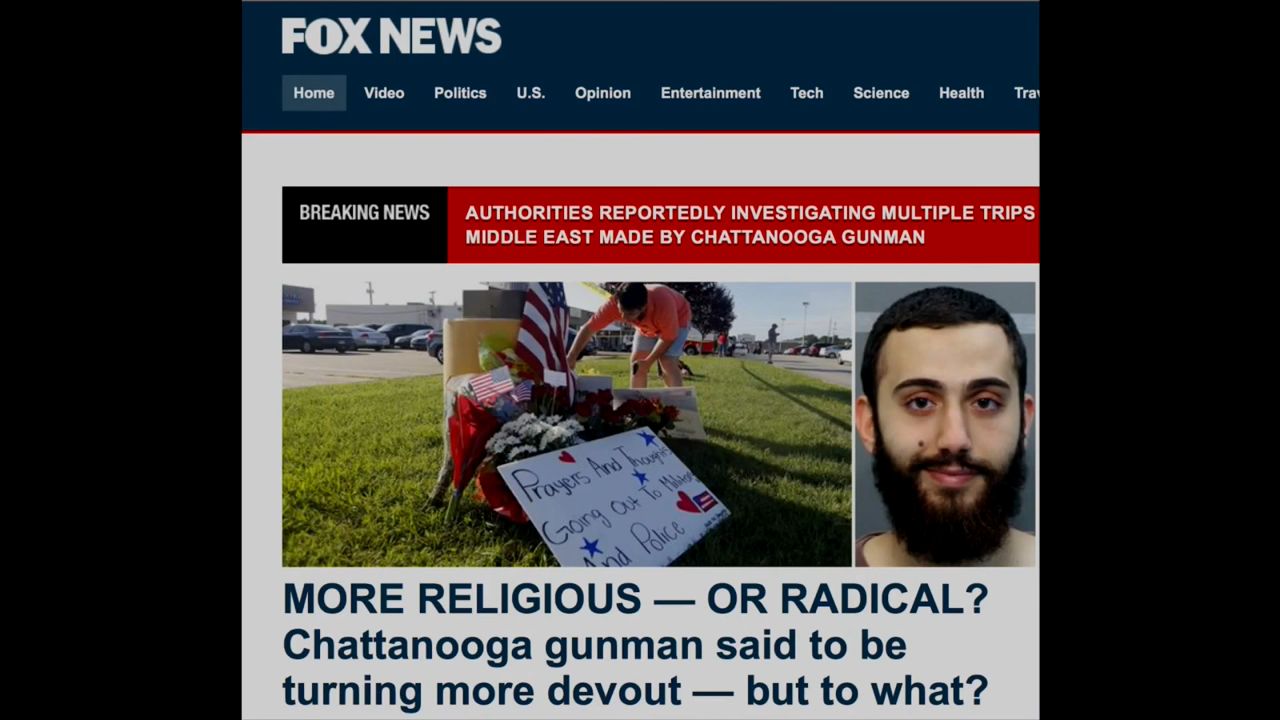 FOX NEWS
Home Video Politics U.S. Opinion Entertainment Tech Science Health
BREAKING NEWS
AUTHORITIES REPORTEDLY INVESTIGATING MULTIPLE TRIPS
MIDDLE EAST MADE BY CHATTANOOGA GUNMAN
Prayers And Thoughts
Going Out To Military
And Police
MORE RELIGIOUS — OR RADICAL?
Chattanooga gunman said to be
turning more devout — but to what?